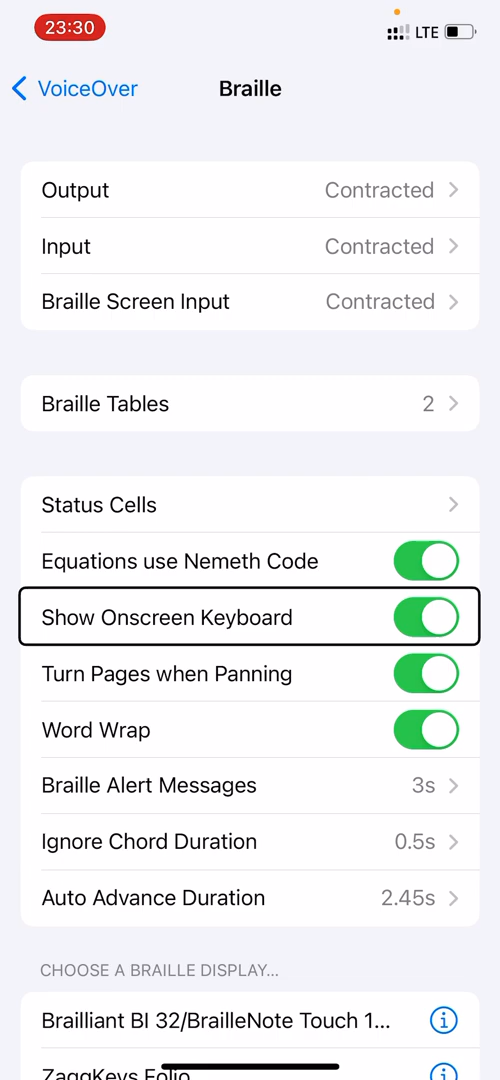 23:30
LTE
VoiceOver
Braille
Output Contracted
Input Contracted
Braille Screen Input Contracted
Braille Tables 2
Status Cells
Equations use Nemeth Code
Show Onscreen Keyboard
Turn Pages when Panning
Word Wrap
Braille Alert Messages 3s
Ignore Chord Duration 0.5s
Auto Advance Duration 2.45s
CHOOSE A BRAILLE DISPLAY...
Brailliant BI 32/BrailleNote Touch 1...
ZaggKeys Folio